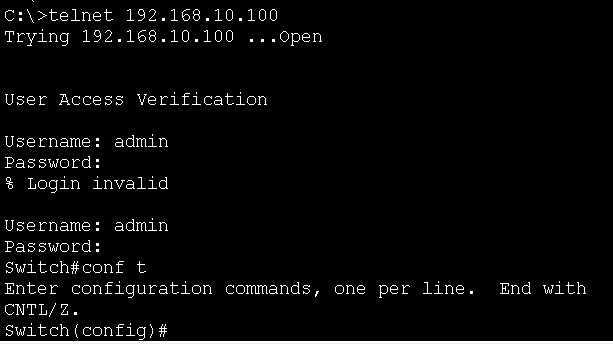 C:\>telnet 192.168.10.100
Trying 192.168.10.100 ...Open
User Access Verification
Username: admin
Password:
% Login invalid
Username: admin
Password:
Switch#conf t
Enter configuration commands, one per line.  End with
CNTL/Z.
Switch(config)#